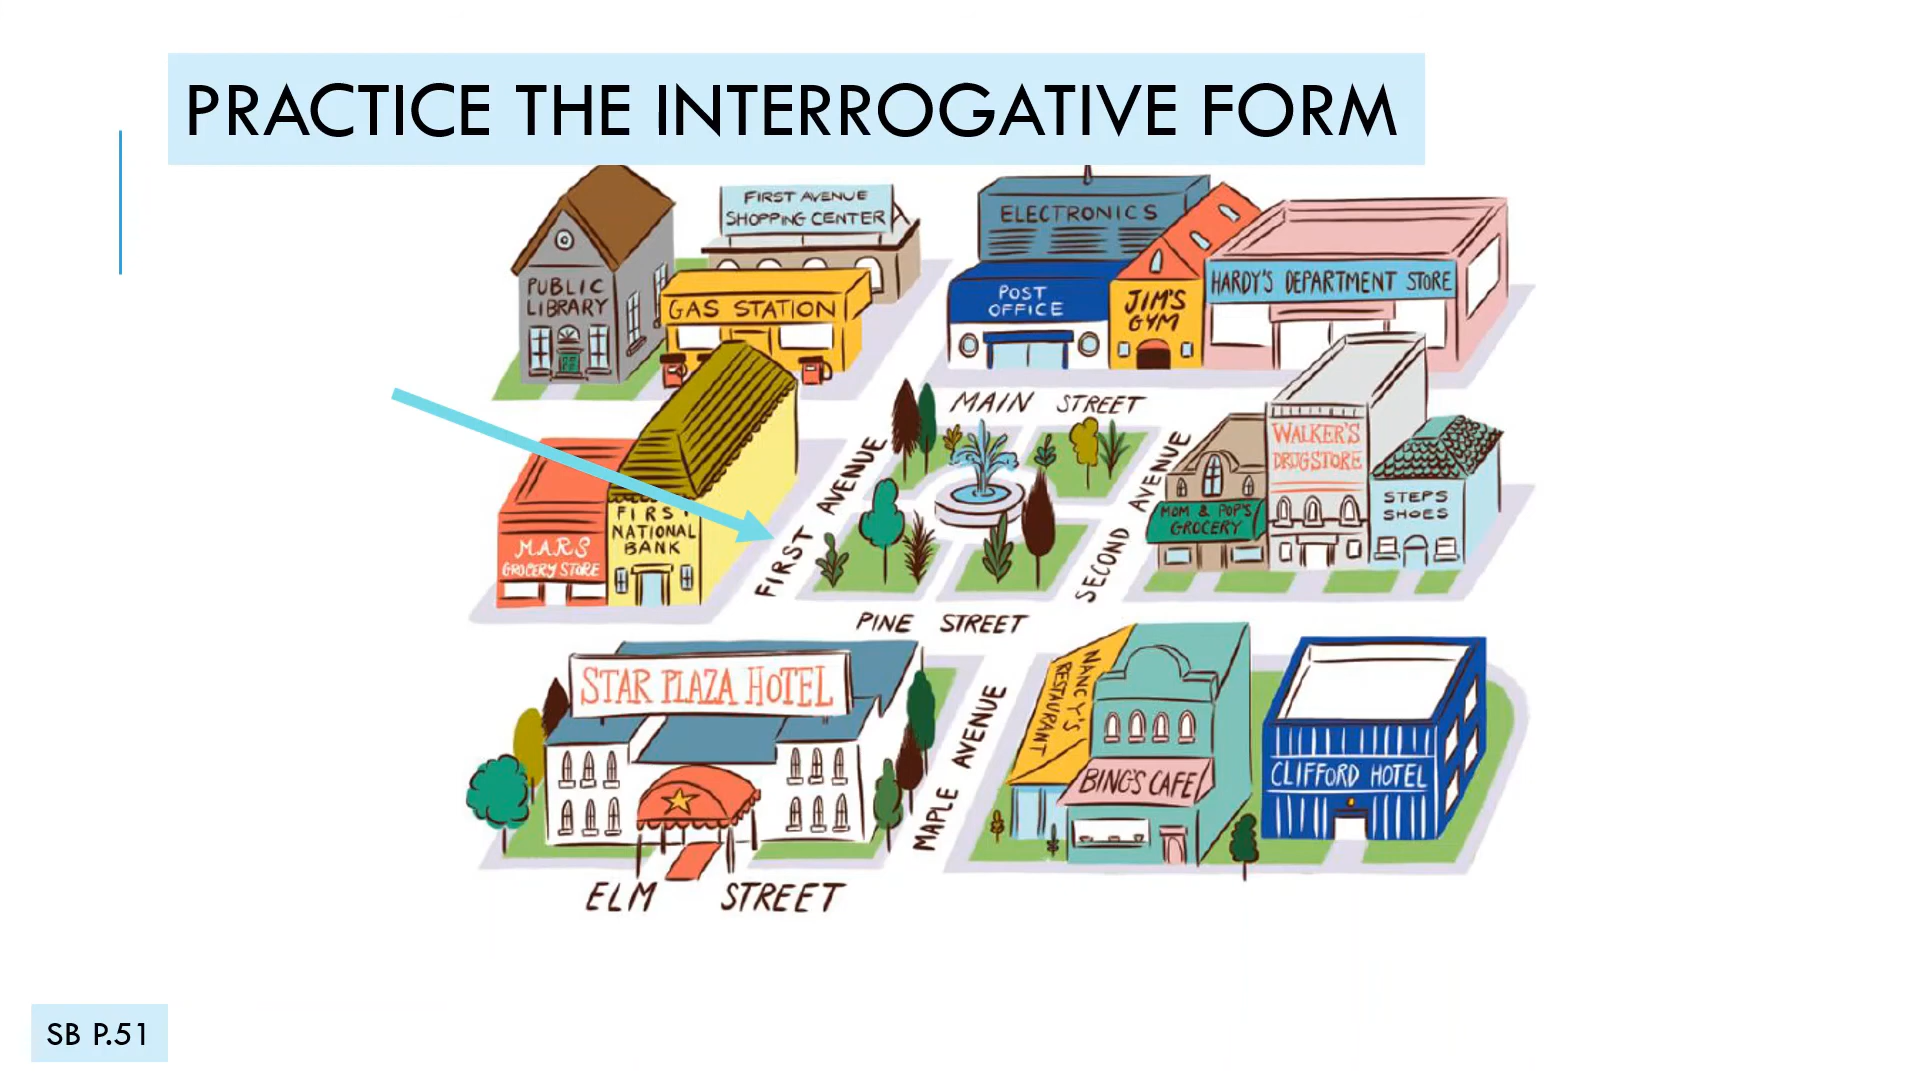 PRACTICE THE INTERROGATIVE FORM
FIRST AVENUE
SHOPPING CENTER
ELECTRONICS
PUBLIC
LIBRARY
GAS STATION
POST
OFFICE
JIM'S
GYM
HARDY'S DEPARTMENT STORE
MAIN STREET
WALKER'S
DRUGSTORE
FIRST AVENUE
SECOND AVENUE
MOM & POP'S
GROCERY
STEPS
SHOES
FIRST
NATIONAL
BANK
MARS
GROCERY STORE
PINE STREET
STAR PLAZA HOTEL
MAPLE AVENUE
NANCY'S
RESTAURANT
BING'S CAFE
CLIFFORD HOTEL
ELM STREET
SB P.51